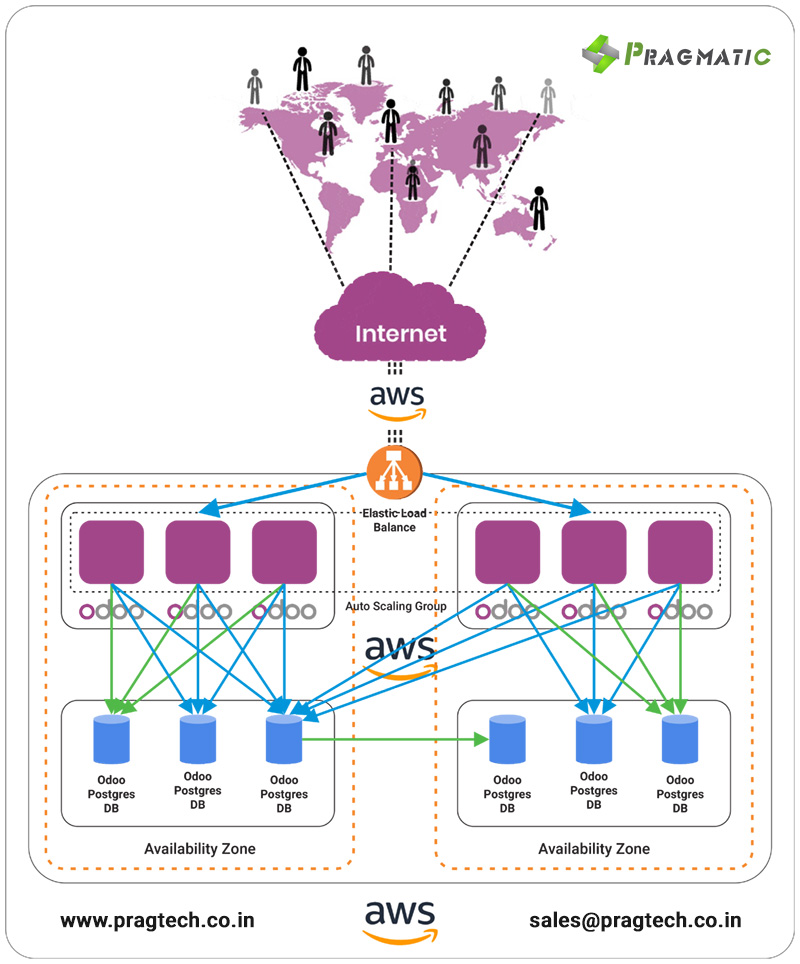 PRAGMATIC
Internet
aws
Elastic Load
Balance
odoo odoo odoo
Auto Scaling Group
odoo odoo odoo
aws
Odoo
Postgres
DB
Odoo
Postgres
DB
Odoo
Postgres
DB
Odoo
Postgres
DB
Odoo
Postgres
DB
Odoo
Postgres
DB
Availability Zone
Availability Zone
www.pragtech.co.in
aws
sales@pragtech.co.in